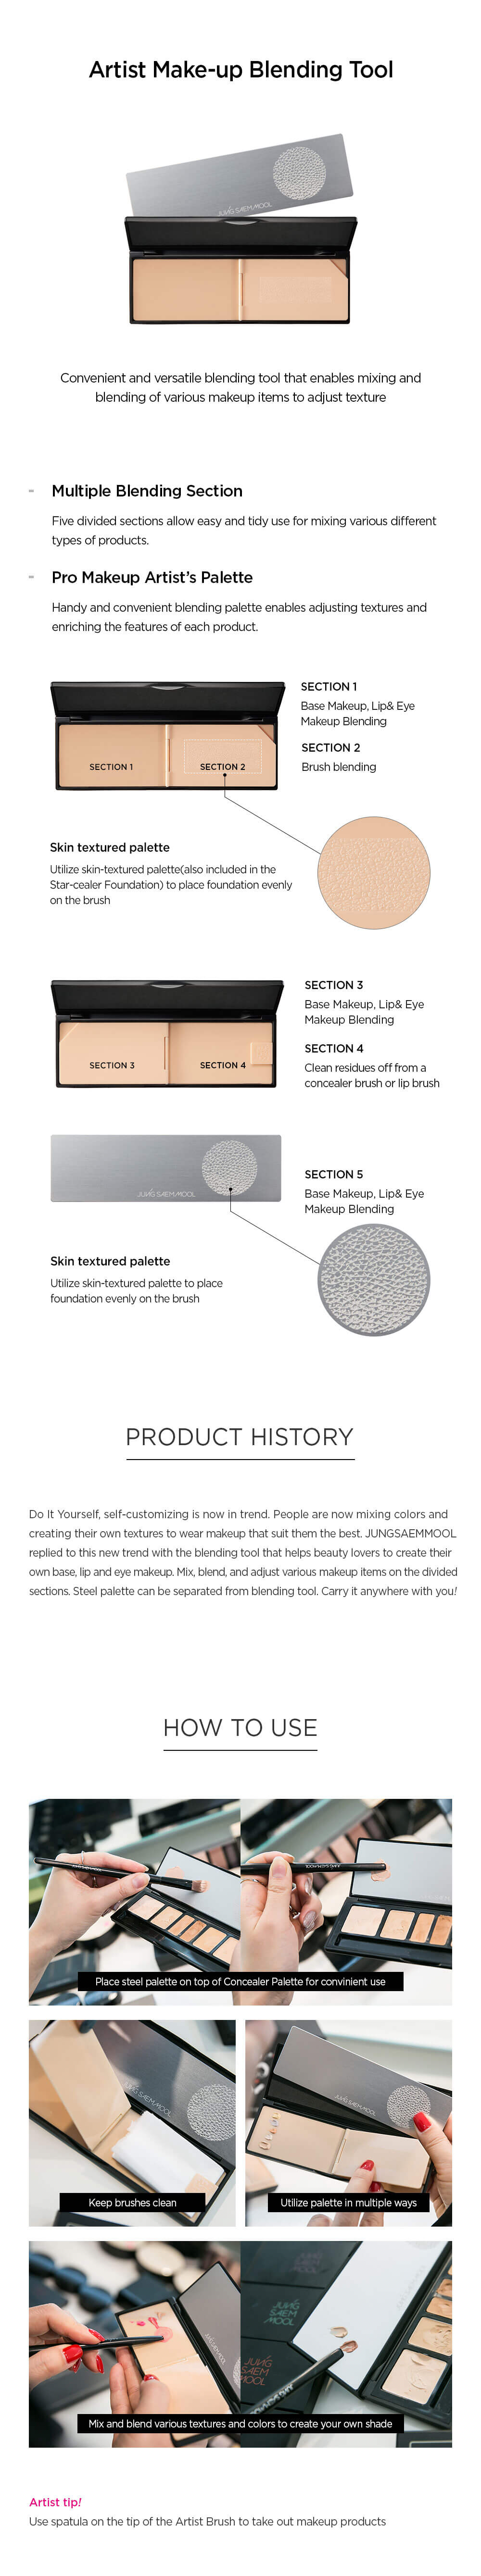 Artist Make-up Blending Tool
JUNG SAEM MOOL
Convenient and versatile blending tool that enables mixing and
blending of various makeup items to adjust texture
Multiple Blending Section
Five divided sections allow easy and tidy use for mixing various different
types of products.
Pro Makeup Artist's Palette
Handy and convenient blending palette enables adjusting textures and
enriching the features of each product.
SECTION 1
Base Makeup, Lip& Eye
Makeup Blending
SECTION 2
Brush blending
SECTION 1
SECTION 2
Skin textured palette
Utilize skin-textured palette(also included in the
Star-cealer Foundation) to place foundation evenly
on the brush
SECTION 3
Base Makeup, Lip& Eye
Makeup Blending
SECTION 4
Clean residues off from a
concealer brush or lip brush
SECTION 3
SECTION 4
JUNG SAEM MOOL
SECTION 5
Base Makeup, Lip& Eye
Makeup Blending
Skin textured palette
Utilize skin-textured palette to place
foundation evenly on the brush
PRODUCT HISTORY
Do It Yourself, self-customizing is now in trend. People are now mixing colors and
creating their own textures to wear makeup that suit them the best. JUNGSAEMMOOL
replied to this new trend with the blending tool that helps beauty lovers to create their
own base, lip and eye makeup. Mix, blend, and adjust various makeup items on the divided
sections. Steel palette can be separated from blending tool. Carry it anywhere with you!
HOW TO USE
Place steel palette on top of Concealer Palette for convinient use
JUNG SAEM MOOL
JUNG SAEM MOOL
Keep brushes clean
Utilize palette in multiple ways
JUNG SAEM MOOL
JUNG
SAEM
MOOL
Mix and blend various textures and colors to create your own shade
Artist tip!
Use spatula on the tip of the Artist Brush to take out makeup products